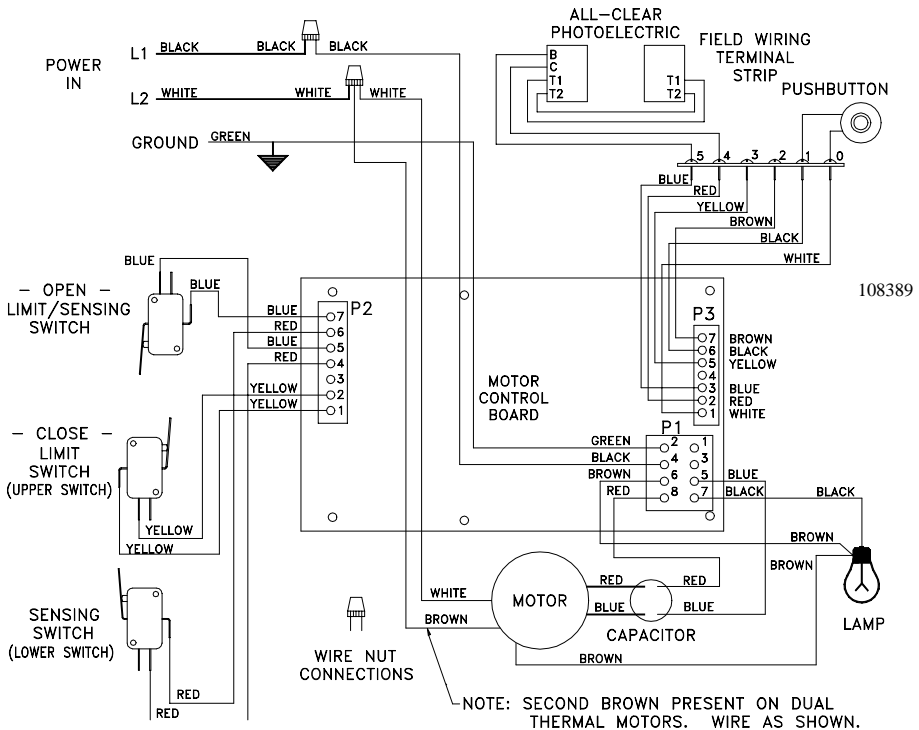 ALL-CLEAR
PHOTOELECTRIC
FIELD WIRING
TERMINAL
STRIP
PUSHBUTTON
POWER
IN
L1 BLACK BLACK BLACK
L2 WHITE WHITE WHITE
GROUND GREEN
B
C
T1
T2
T1
T2
5 4 3 2 1 0
BLUE
RED
YELLOW
BROWN
BLACK
WHITE
108389
BLUE
BLUE
- OPEN -
LIMIT/SENSING
SWITCH
P2
BLUE 7
RED 6
BLUE 5
RED 4
3
YELLOW 2
YELLOW 1
P3
7 BROWN
6 BLACK
5 YELLOW
4
3 BLUE
2 RED
1 WHITE
MOTOR
CONTROL
BOARD
- CLOSE -
LIMIT
SWITCH
(UPPER SWITCH)
YELLOW
YELLOW
P1
GREEN 2 1
BLACK 4 3
BROWN 6 5 BLUE
RED 8 7 BLACK BLACK
BROWN
BROWN
LAMP
SENSING
SWITCH
(LOWER SWITCH)
RED
RED
WIRE NUT
CONNECTIONS
WHITE
BROWN
MOTOR
RED RED
BLUE BLUE
CAPACITOR
BROWN
NOTE: SECOND BROWN PRESENT ON DUAL
THERMAL MOTORS. WIRE AS SHOWN.